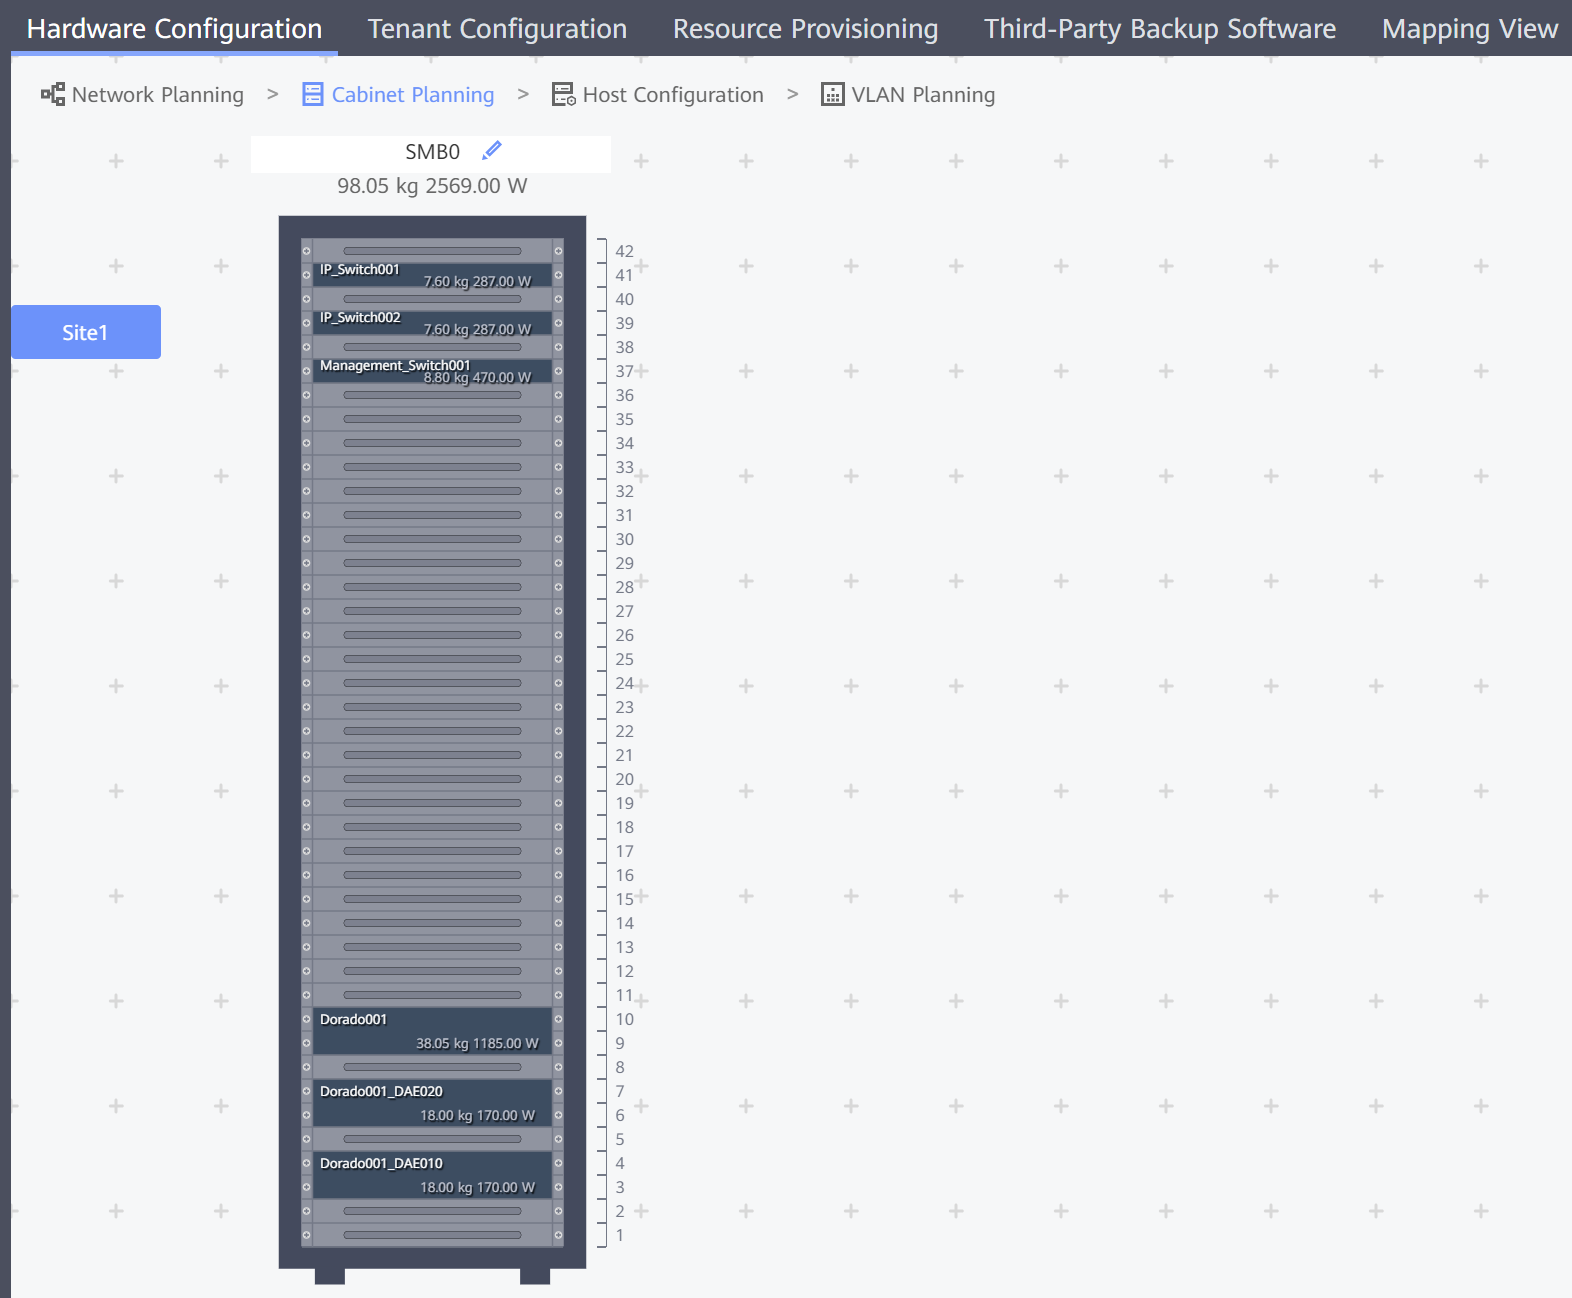 Hardware Configuration Tenant Configuration Resource Provisioning Third-Party Backup Software Mapping View
Network Planning > Cabinet Planning > Host Configuration > VLAN Planning
SMB0
98.05 kg 2569.00 W
Site1
42
IP_Switch001
7.60 kg 287.00 W
41
40
IP_Switch002
7.60 kg 287.00 W
39
38
Management_Switch001
8.80 kg 470.00 W
37
36
35
34
33
32
31
30
29
28
27
26
25
24
23
22
21
20
19
18
17
16
15
14
13
12
11
Dorado001
10
38.05 kg 1185.00 W
9
8
Dorado001_DAE020
7
18.00 kg 170.00 W
6
5
Dorado001_DAE010
4
18.00 kg 170.00 W
3
2
1